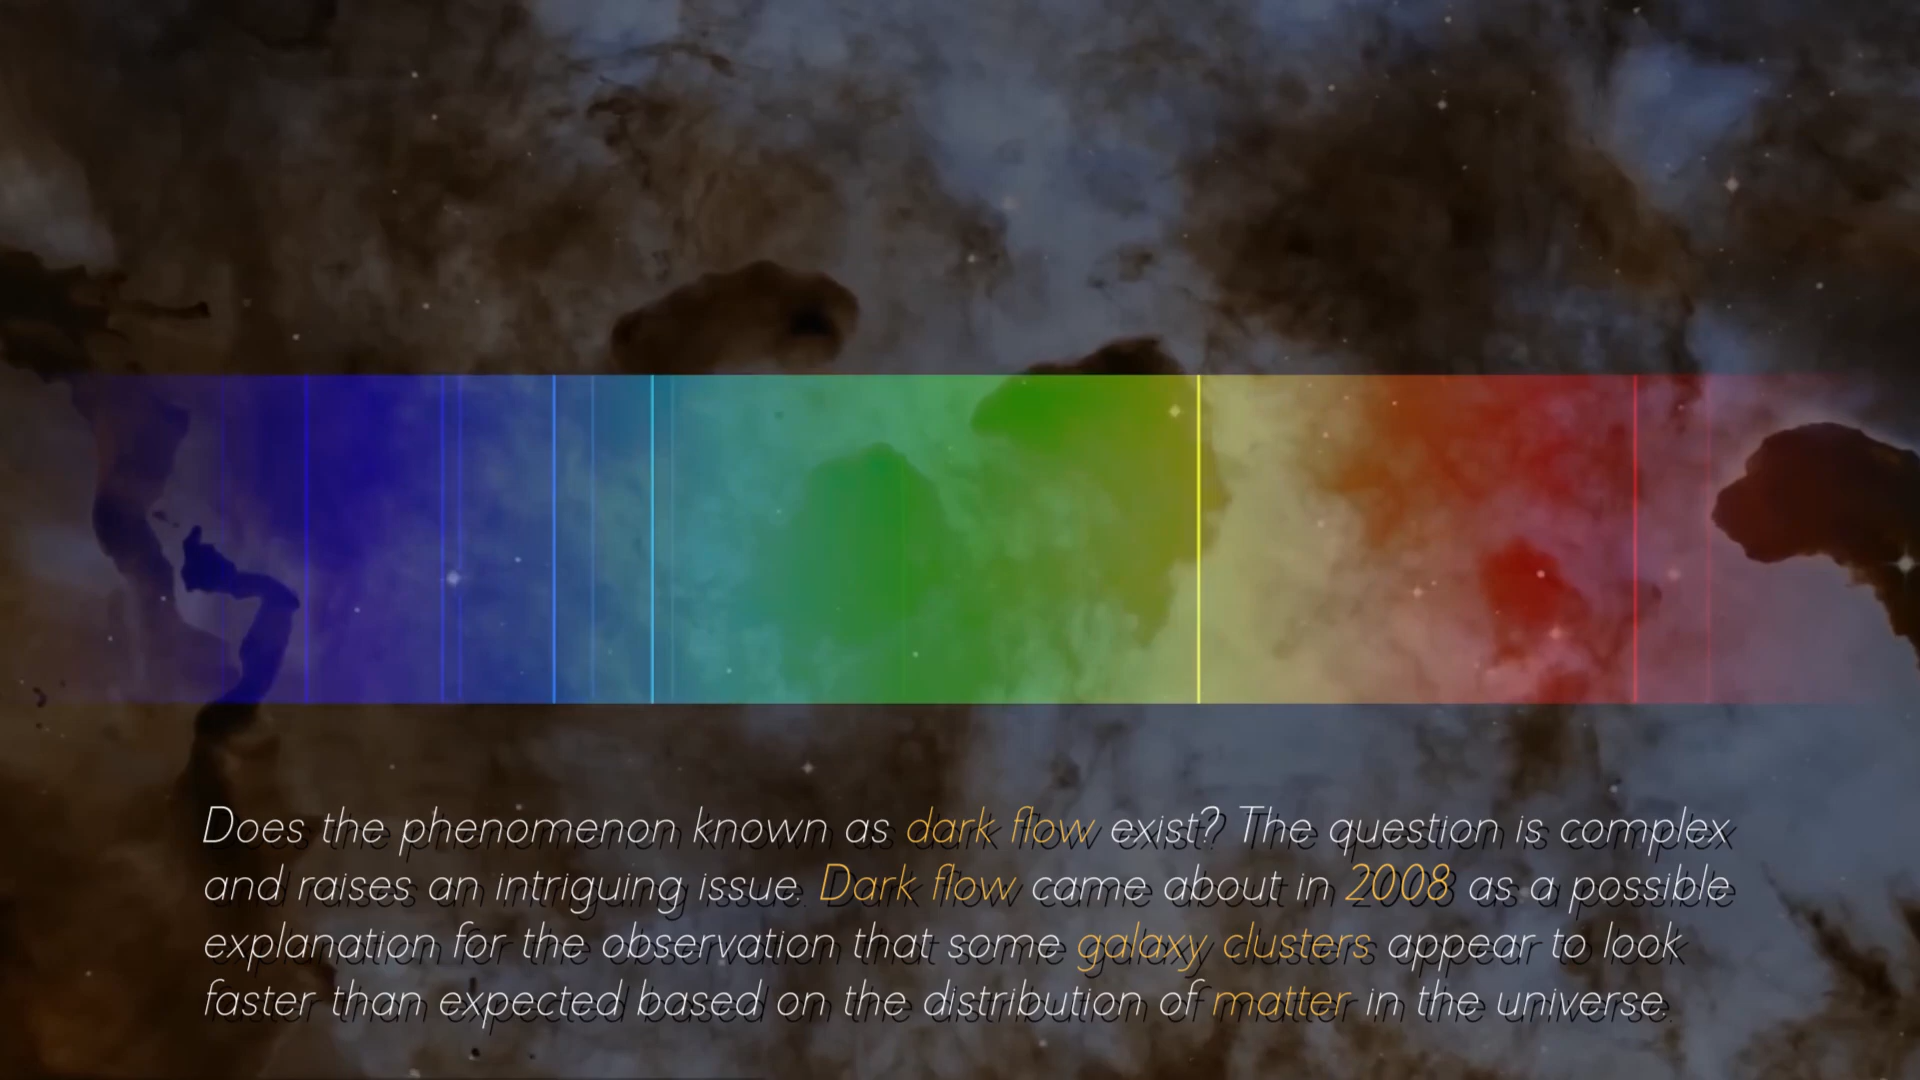 Does the phenomenon known as dark flow exist? The question is complex
and raises an intriguing issue. Dark flow came about in 2008 as a possible
explanation for the observation that some galaxy clusters appear to look
faster than expected based on the distribution of matter in the universe.